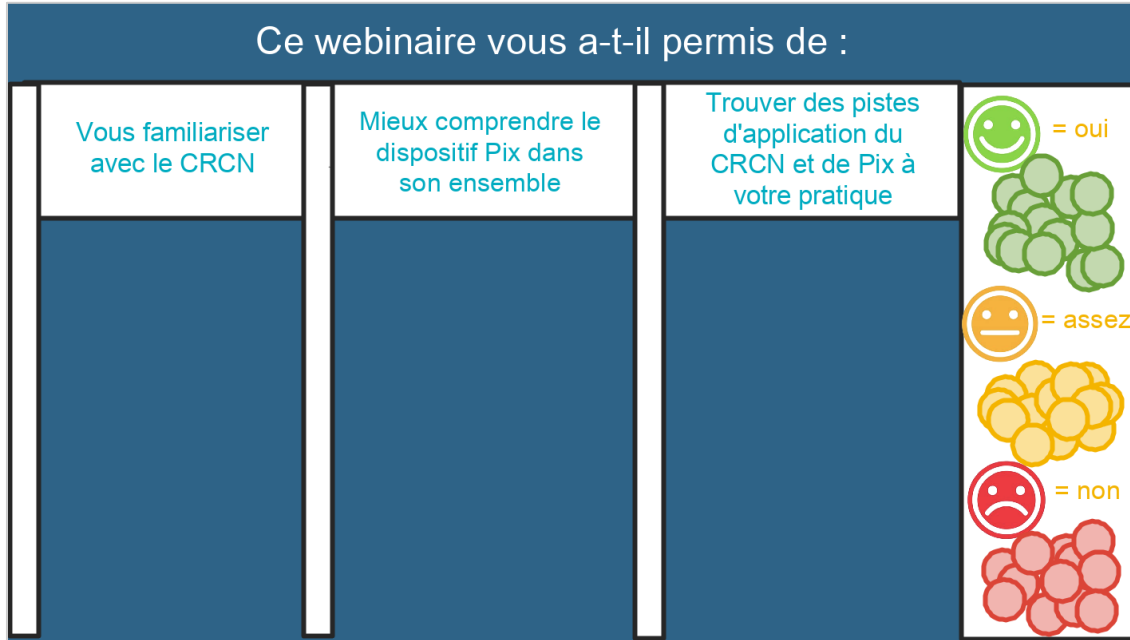 Ce webinaire vous a-t-il permis de :
Vous familiariser
avec le CRCN
Mieux comprendre le
dispositif Pix dans
son ensemble
Trouver des pistes
d'application du
CRCN et de Pix à
votre pratique
= oui
= assez
= non